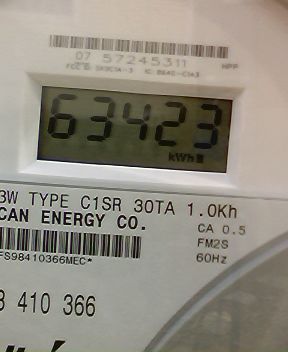 07 57245311
63423
kWh
3W TYPE C1SR 30TA 1.0Kh
CAN ENERGY CO.
CA 0.5
FM2S
60Hz
FS98410366MEC*
410 366